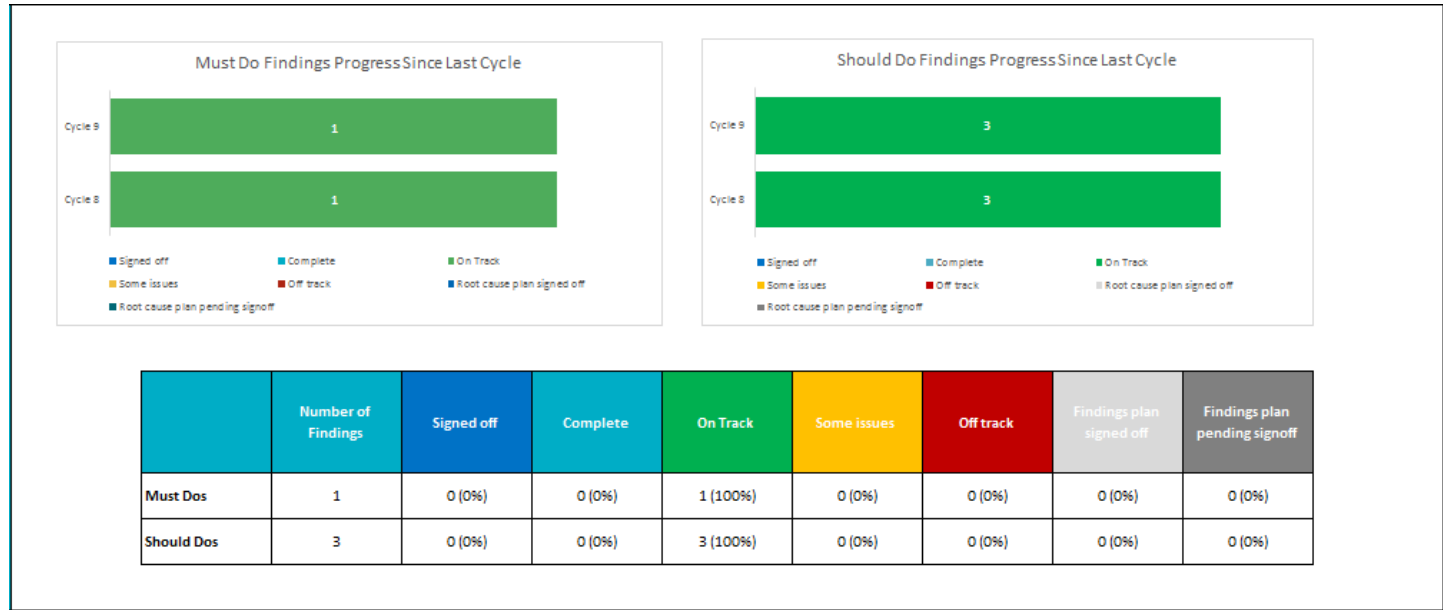 Must Do Findings Progress Since Last Cycle
Cycle 9
1
Cycle 8
1
Signed off
Complete
On Track
Some issues
Off track
Root cause plan signed off
Root cause plan pending signoff
Should Do Findings Progress Since Last Cycle
Cycle 9
3
Cycle 8
3
Signed off
Complete
On Track
Some issues
Off track
Root cause plan signed off
Root cause plan pending signoff
Number of
Findings
Signed off
Complete
On Track
Some issues
Off track
Findings plan
signed off
Findings plan
pending signoff
Must Dos
1
0 (0%)
0 (0%)
1 (100%)
0 (0%)
0 (0%)
0 (0%)
0 (0%)
Should Dos
3
0 (0%)
0 (0%)
3 (100%)
0 (0%)
0 (0%)
0 (0%)
0 (0%)